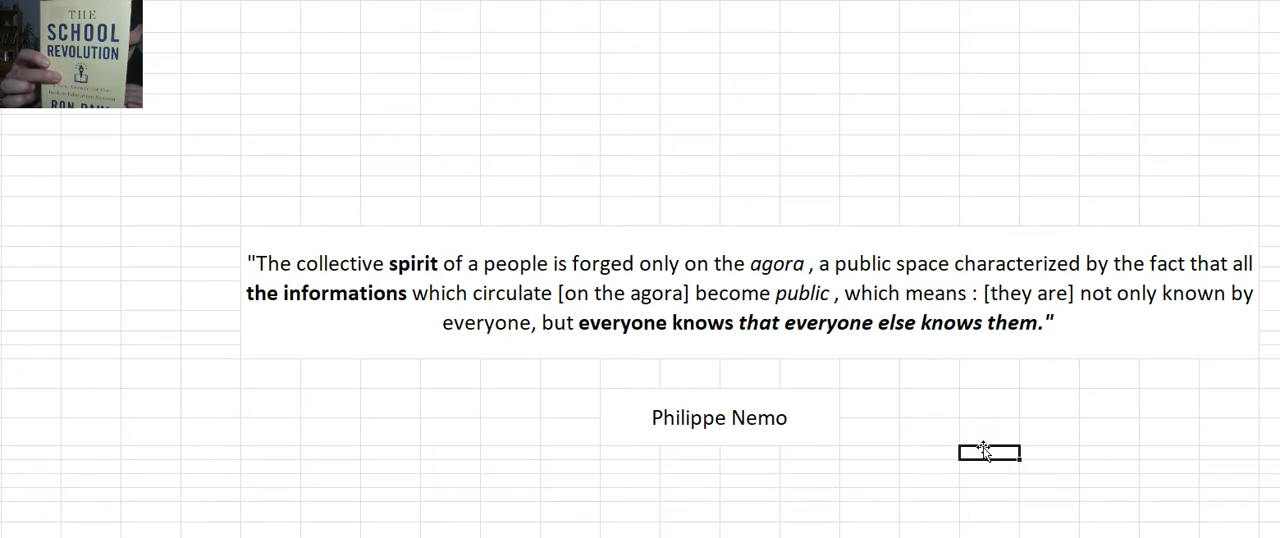 THE
SCHOOL
REVOLUTION
"The collective spirit of a people is forged only on the agora , a public space characterized by the fact that all
the informations which circulate [on the agora] become public , which means : [they are] not only known by
everyone, but everyone knows that everyone else knows them."
Philippe Nemo